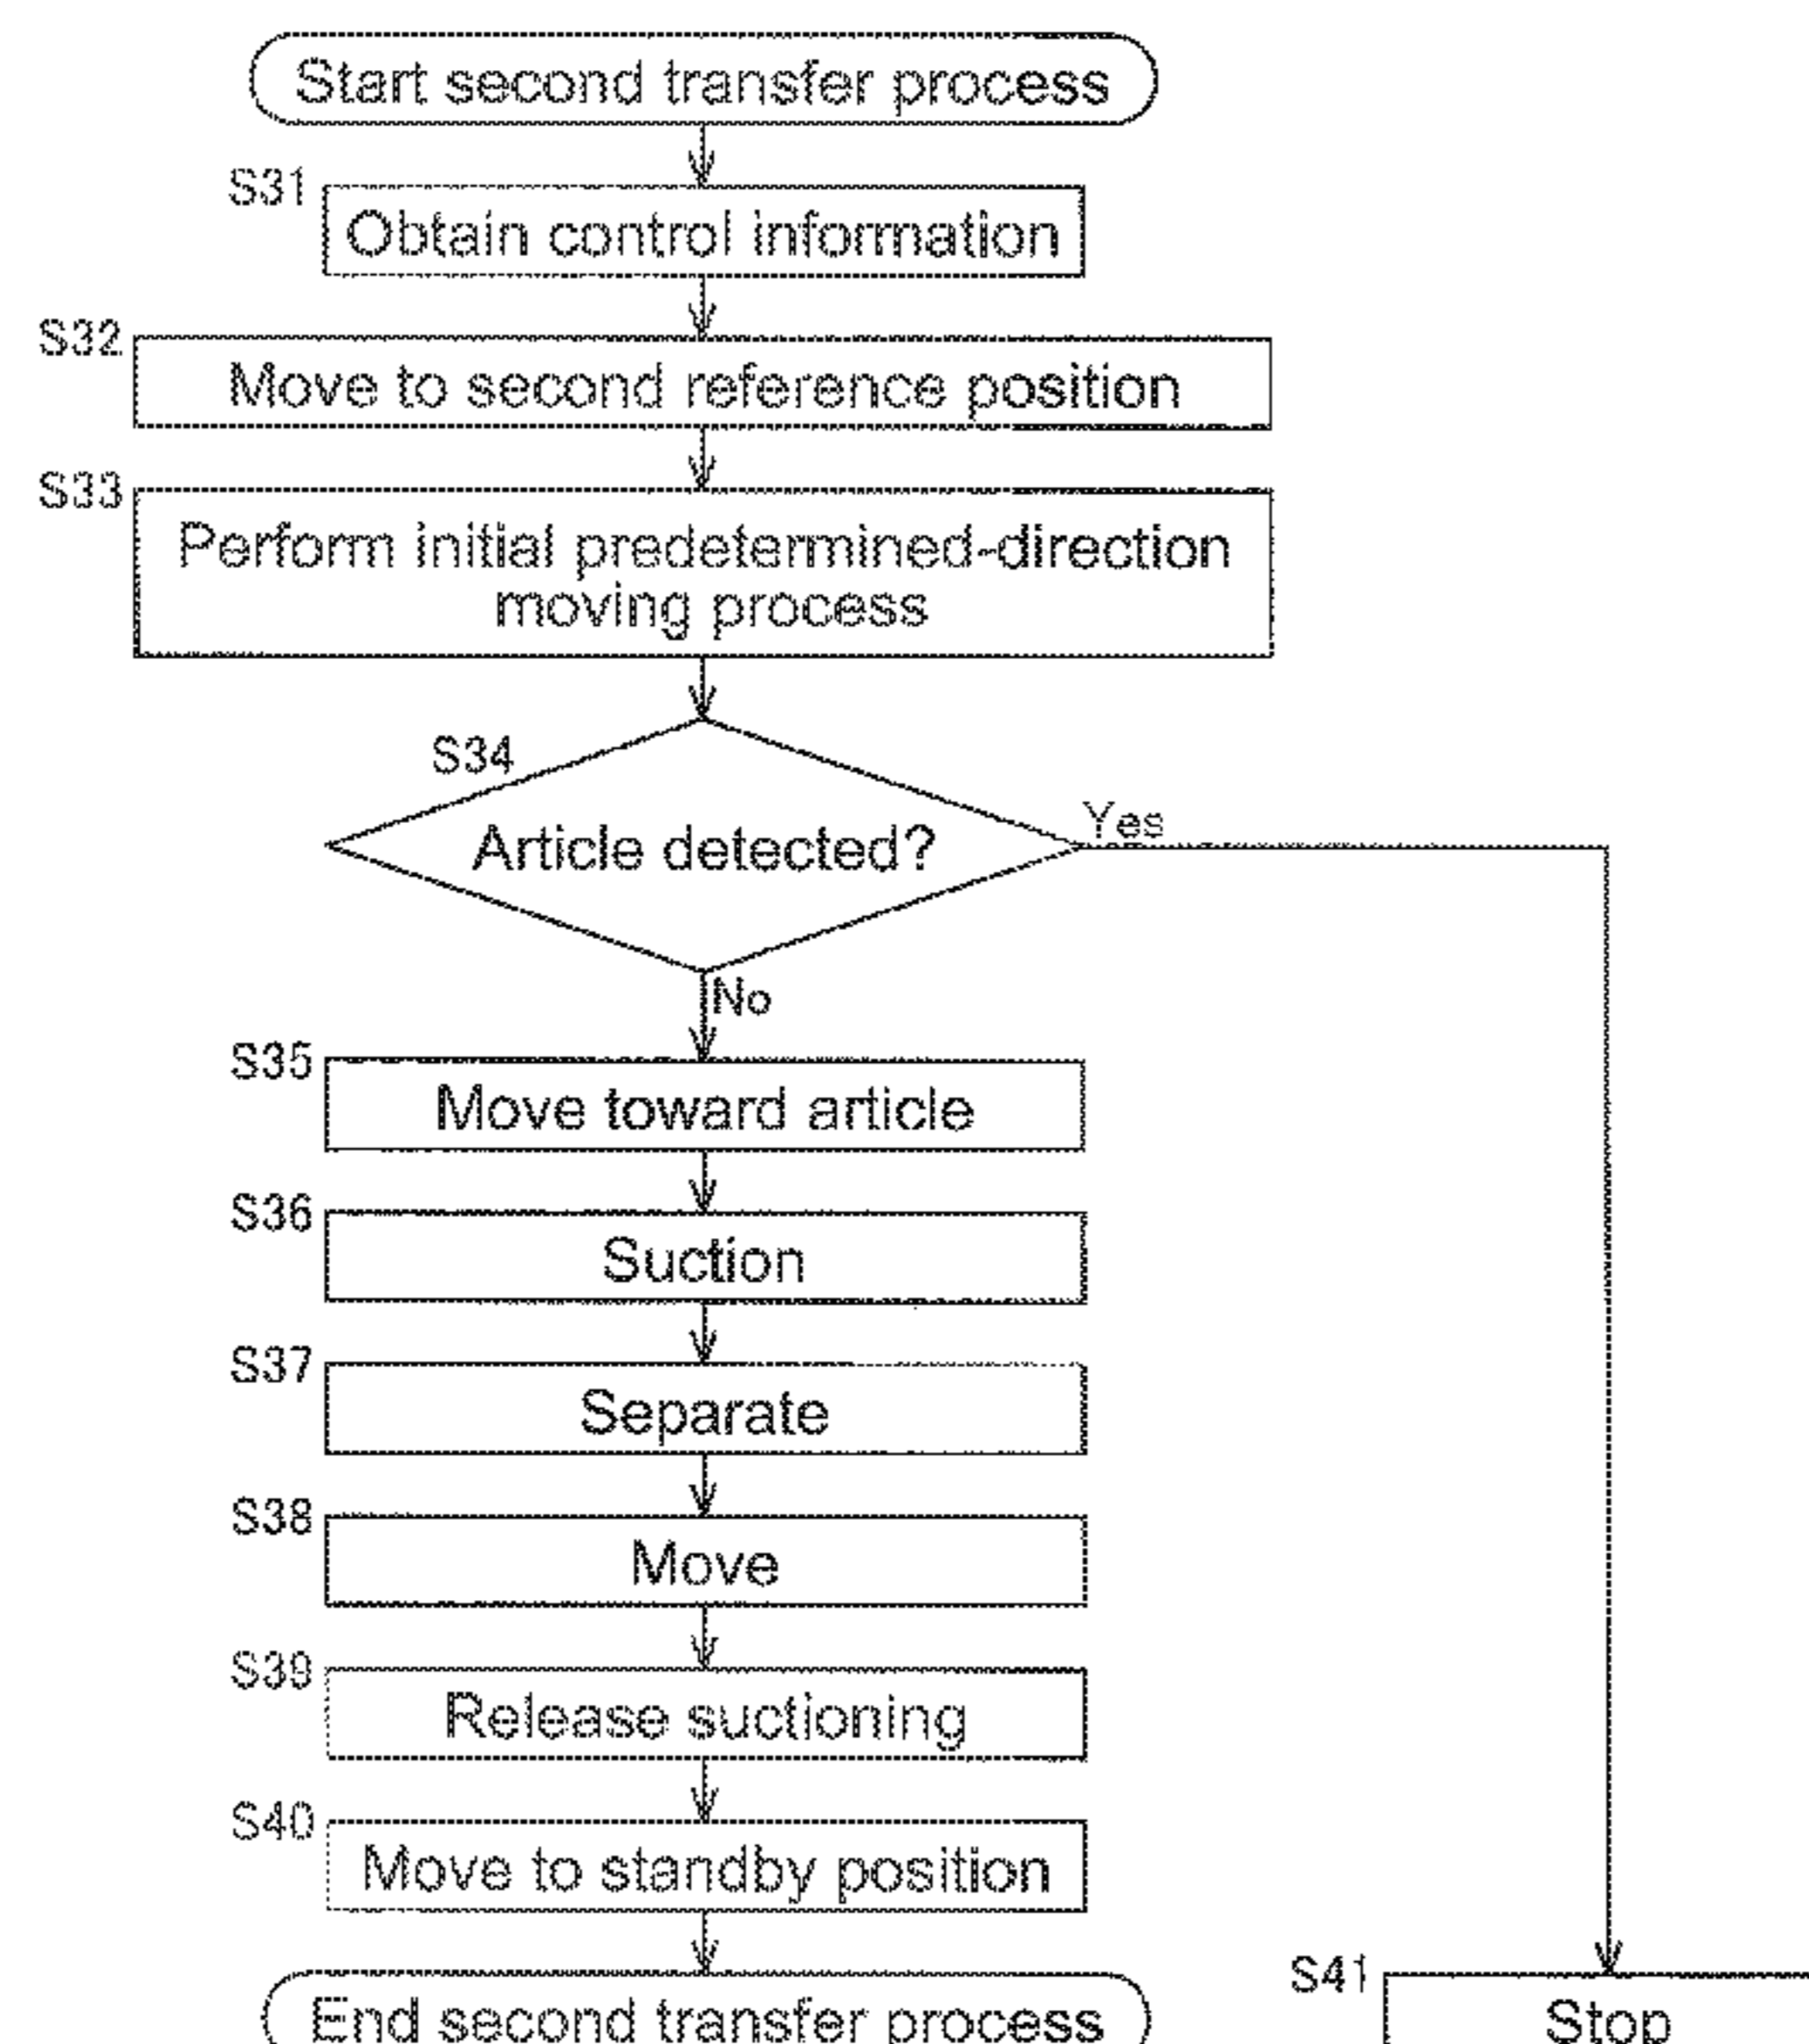 Start second transfer process
S31
Obtain control information
S32
Move to second reference position
S33
Perform initial predetermined-direction
moving process
S34
Article detected?
Yes
No
S35
Move toward article
S36
Suction
S37
Separate
S38
Move
S39
Release suctioning
S40
Move to standby position
End second transfer process
S41
Stop